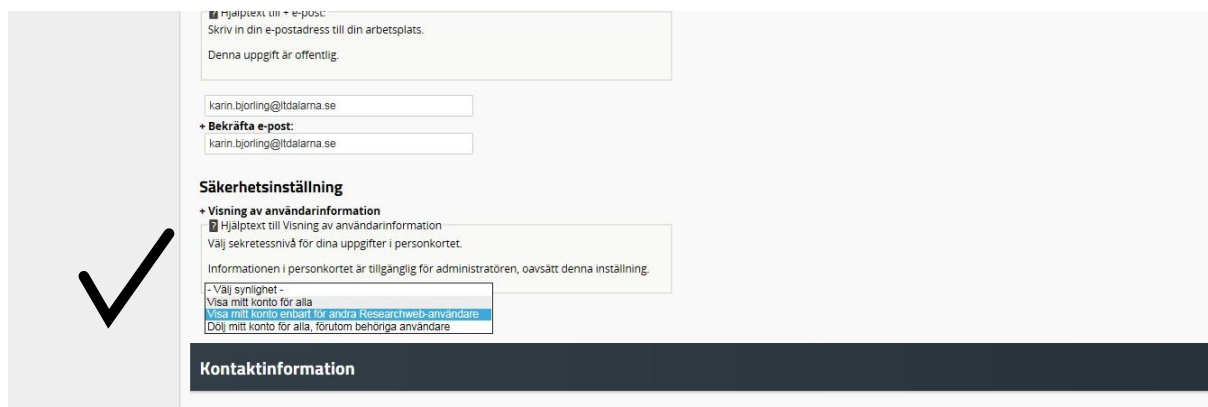 ? Hjälptext till + e-post:
Skriv in din e-postadress till din arbetsplats.
Denna uppgift är offentlig.
karin.bjorling@ltdalarna.se
+ Bekräfta e-post:
karin.bjorling@ltdalarna.se
Säkerhetsinställning
+ Visning av användarinformation
? Hjälptext till Visning av användarinformation
Välj sekretessnivå för dina uppgifter i personkortet.
Informationen i personkortet är tillgänglig för administratören, oavsätt denna inställning.
- Välj synlighet -
Visa mitt konto för alla
Visa mitt konto enbart för andra Researchweb-användare
Dölj mitt konto för alla, förutom behöriga användare
Kontaktinformation